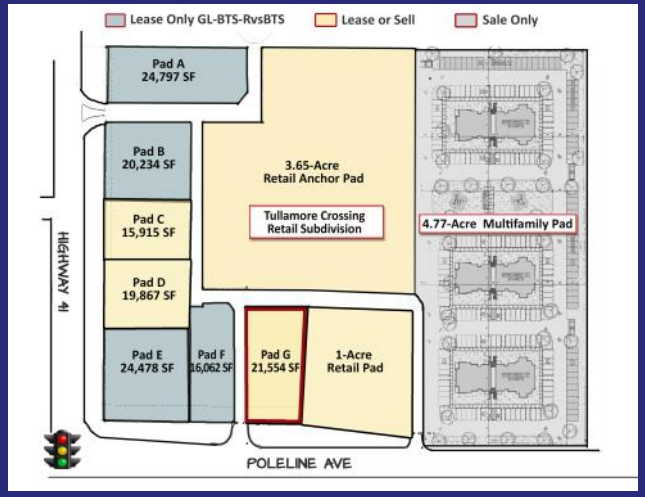 Lease Only GL-BTS-RvsBTS
Lease or Sell
Sale Only
Pad A
24,797 SF
Pad B
20,234 SF
3.65-Acre
Retail Anchor Pad
Pad C
15,915 SF
Tullamore Crossing
Retail Subdivision
4.77-Acre Multifamily Pad
HIGHWAY 41
Pad D
19,867 SF
Pad E
24,478 SF
Pad F
16,062 SF
Pad G
21,554 SF
1-Acre
Retail Pad
POLELINE AVE